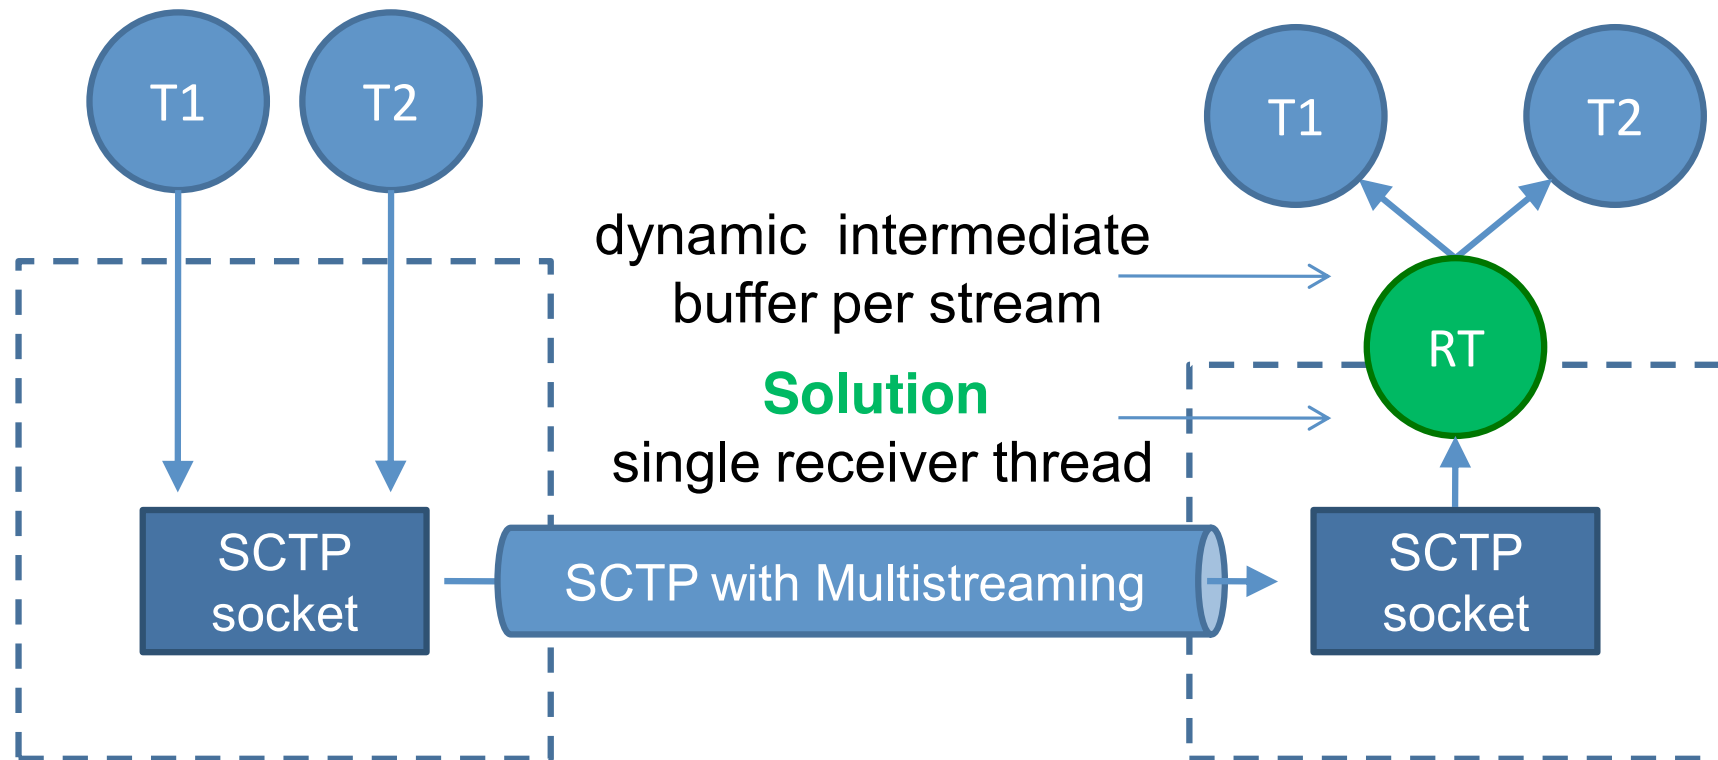 T1
T2
T1
T2
dynamic intermediate
buffer per stream
RT
Solution
single receiver thread
SCTP
socket
SCTP with Multistreaming
SCTP
socket